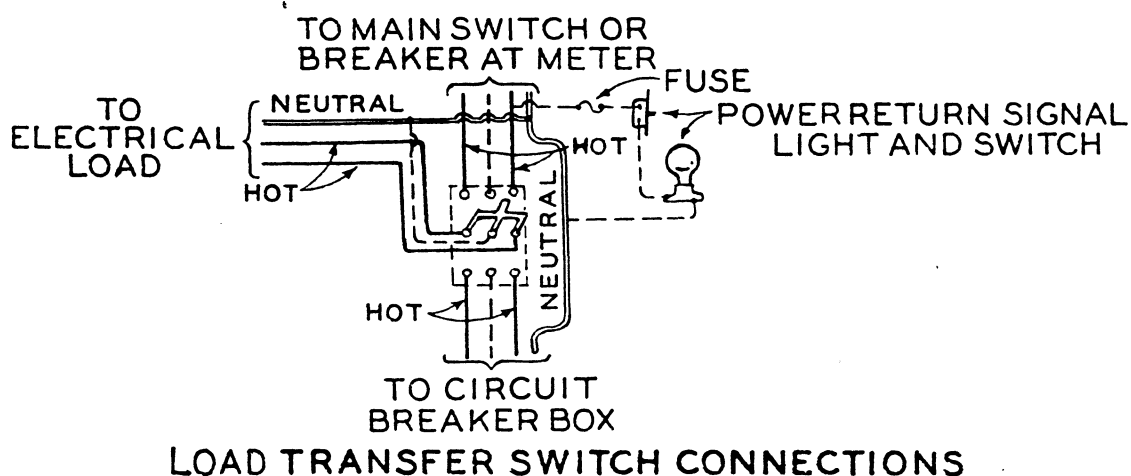 TO MAIN SWITCH OR
BREAKER AT METER
FUSE
TO
ELECTRICAL
LOAD
NEUTRAL
POWER RETURN SIGNAL
LIGHT AND SWITCH
HOT
HOT
NEUTRAL
HOT
TO CIRCUIT
BREAKER BOX
LOAD TRANSFER SWITCH CONNECTIONS